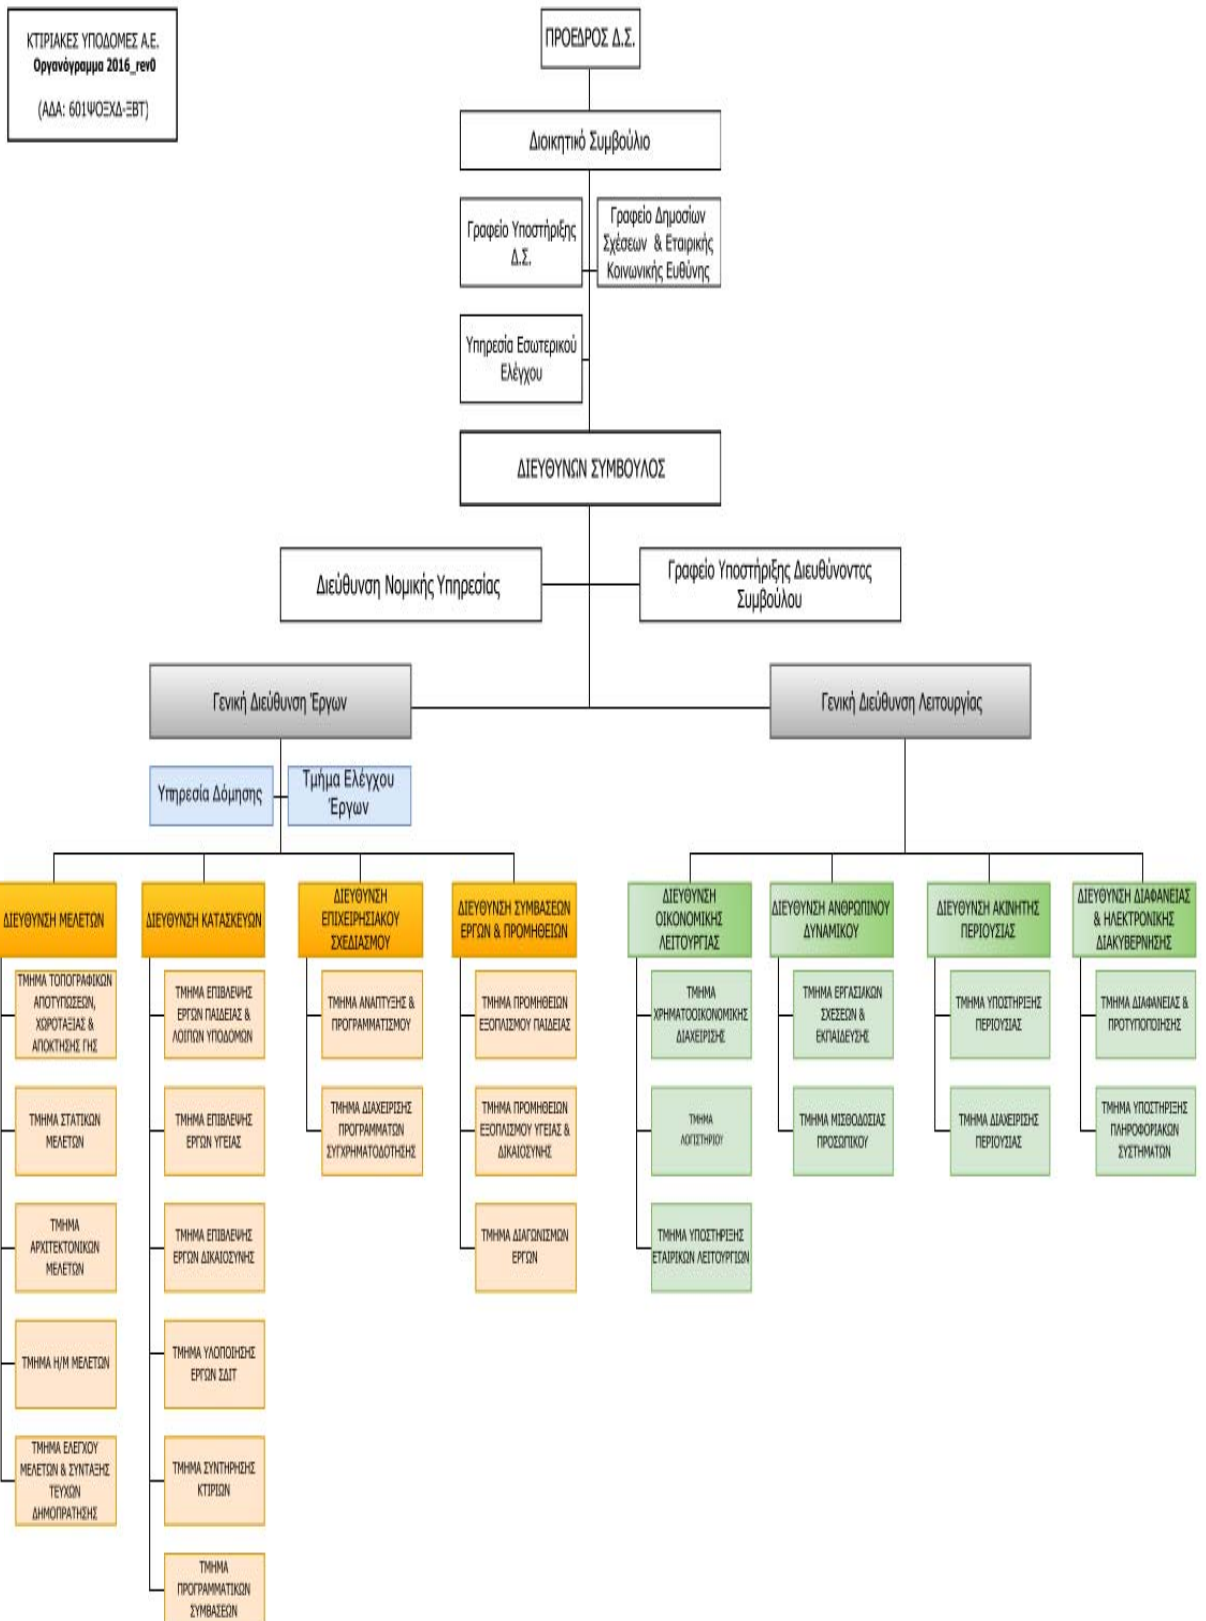 ΚΤΙΡΙΑΚΕΣ ΥΠΟΔΟΜΕΣ Α.Ε.
Οργανόγραμμα 2016_rev0
(ΑΔΑ: 601ΨΟΞΧΔ-ΞΒΤ)
ΠΡΟΕΔΡΟΣ Δ.Σ.
Διοικητικό Συμβούλιο
Γραφείο Υποστήριξης
Δ.Σ.
Γραφείο Δημοσίων
Σχέσεων & Εταιρικής
Κοινωνικής Ευθύνης
Υπηρεσία Εσωτερικού
Ελέγχου
ΔΙΕΥΘΥΝΩΝ ΣΥΜΒΟΥΛΟΣ
Διεύθυνση Νομικής Υπηρεσίας
Γραφείο Υποστήριξης Διευθύνοντος
Συμβούλου
Γενική Διεύθυνση Έργων
Γενική Διεύθυνση Λειτουργίας
Υπηρεσία Δόμησης
Τμήμα Ελέγχου
Έργων
ΔΙΕΥΘΥΝΣΗ ΜΕΛΕΤΩΝ
ΤΜΗΜΑ ΤΟΠΟΓΡΑΦΙΚΩΝ
ΑΠΟΤΥΠΩΣΕΩΝ,
ΧΩΡΟΤΑΞΙΑΣ &
ΑΠΟΚΤΗΣΗΣ ΓΗΣ
ΤΜΗΜΑ ΣΤΑΤΙΚΩΝ
ΜΕΛΕΤΩΝ
ΤΜΗΜΑ
ΑΡΧΙΤΕΚΤΟΝΙΚΩΝ
ΜΕΛΕΤΩΝ
ΤΜΗΜΑ Η/Μ ΜΕΛΕΤΩΝ
ΤΜΗΜΑ ΕΛΕΓΧΟΥ
ΜΕΛΕΤΩΝ & ΣΥΝΤΑΞΗΣ
ΤΕΥΧΩΝ
ΔΗΜΟΠΡΑΤΗΣΗΣ
ΔΙΕΥΘΥΝΣΗ ΚΑΤΑΣΚΕΥΩΝ
ΤΜΗΜΑ ΕΠΙΒΛΕΨΗΣ
ΕΡΓΩΝ ΠΑΙΔΕΙΑΣ &
ΛΟΙΠΩΝ ΥΠΟΔΟΜΩΝ
ΤΜΗΜΑ ΕΠΙΒΛΕΨΗΣ
ΕΡΓΩΝ ΥΓΕΙΑΣ
ΤΜΗΜΑ ΕΠΙΒΛΕΨΗΣ
ΕΡΓΩΝ ΔΙΚΑΙΟΣΥΝΗΣ
ΤΜΗΜΑ ΥΛΟΠΟΙΗΣΗΣ
ΕΡΓΩΝ ΣΔΙΤ
ΤΜΗΜΑ ΣΥΝΤΗΡΗΣΗΣ
ΚΤΙΡΙΩΝ
ΤΜΗΜΑ
ΠΡΟΓΡΑΜΜΑΤΙΚΩΝ
ΣΥΜΒΑΣΕΩΝ
ΔΙΕΥΘΥΝΣΗ
ΕΠΙΧΕΙΡΗΣΙΑΚΟΥ
ΣΧΕΔΙΑΣΜΟΥ
ΤΜΗΜΑ ΑΝΑΠΤΥΞΗΣ &
ΠΡΟΓΡΑΜΜΑΤΙΣΜΟΥ
ΤΜΗΜΑ ΔΙΑΧΕΙΡΙΣΗΣ
ΠΡΟΓΡΑΜΜΑΤΩΝ
ΣΥΓΧΡΗΜΑΤΟΔΟΤΗΣΗΣ
ΔΙΕΥΘΥΝΣΗ ΣΥΜΒΑΣΕΩΝ
ΕΡΓΩΝ & ΠΡΟΜΗΘΕΙΩΝ
ΤΜΗΜΑ ΠΡΟΜΗΘΕΙΩΝ
ΕΞΟΠΛΙΣΜΟΥ ΠΑΙΔΕΙΑΣ
ΤΜΗΜΑ ΠΡΟΜΗΘΕΙΩΝ
ΕΞΟΠΛΙΣΜΟΥ ΥΓΕΙΑΣ &
ΔΙΚΑΙΟΣΥΝΗΣ
ΤΜΗΜΑ ΔΙΑΓΩΝΙΣΜΩΝ
ΕΡΓΩΝ
ΔΙΕΥΘΥΝΣΗ
ΟΙΚΟΝΟΜΙΚΗΣ
ΛΕΙΤΟΥΡΓΙΑΣ
ΤΜΗΜΑ
ΧΡΗΜΑΤΟΟΙΚΟΝΟΜΙΚΗΣ
ΔΙΑΧΕΙΡΙΣΗΣ
ΤΜΗΜΑ
ΛΟΓΙΣΤΗΡΙΟΥ
ΤΜΗΜΑ ΥΠΟΣΤΗΡΙΞΗΣ
ΕΤΑΙΡΙΚΩΝ ΛΕΙΤΟΥΡΓΙΩΝ
ΔΙΕΥΘΥΝΣΗ ΑΝΘΡΩΠΙΝΟΥ
ΔΥΝΑΜΙΚΟΥ
ΤΜΗΜΑ ΕΡΓΑΣΙΑΚΩΝ
ΣΧΕΣΕΩΝ &
ΕΚΠΑΙΔΕΥΣΗΣ
ΤΜΗΜΑ ΜΙΣΘΟΔΟΣΙΑΣ
ΠΡΟΣΩΠΙΚΟΥ
ΔΙΕΥΘΥΝΣΗ ΑΚΙΝΗΤΗΣ
ΠΕΡΙΟΥΣΙΑΣ
ΤΜΗΜΑ ΥΠΟΣΤΗΡΙΞΗΣ
ΠΕΡΙΟΥΣΙΑΣ
ΤΜΗΜΑ ΔΙΑΧΕΙΡΙΣΗΣ
ΠΕΡΙΟΥΣΙΑΣ
ΔΙΕΥΘΥΝΣΗ ΔΙΑΦΑΝΕΙΑΣ
& ΗΛΕΚΤΡΟΝΙΚΗΣ
ΔΙΑΚΥΒΕΡΝΗΣΗΣ
ΤΜΗΜΑ ΔΙΑΦΑΝΕΙΑΣ &
ΠΡΟΤΥΠΟΠΟΙΗΣΗΣ
ΤΜΗΜΑ ΥΠΟΣΤΗΡΙΞΗΣ
ΠΛΗΡΟΦΟΡΙΑΚΩΝ
ΣΥΣΤΗΜΑΤΩΝ